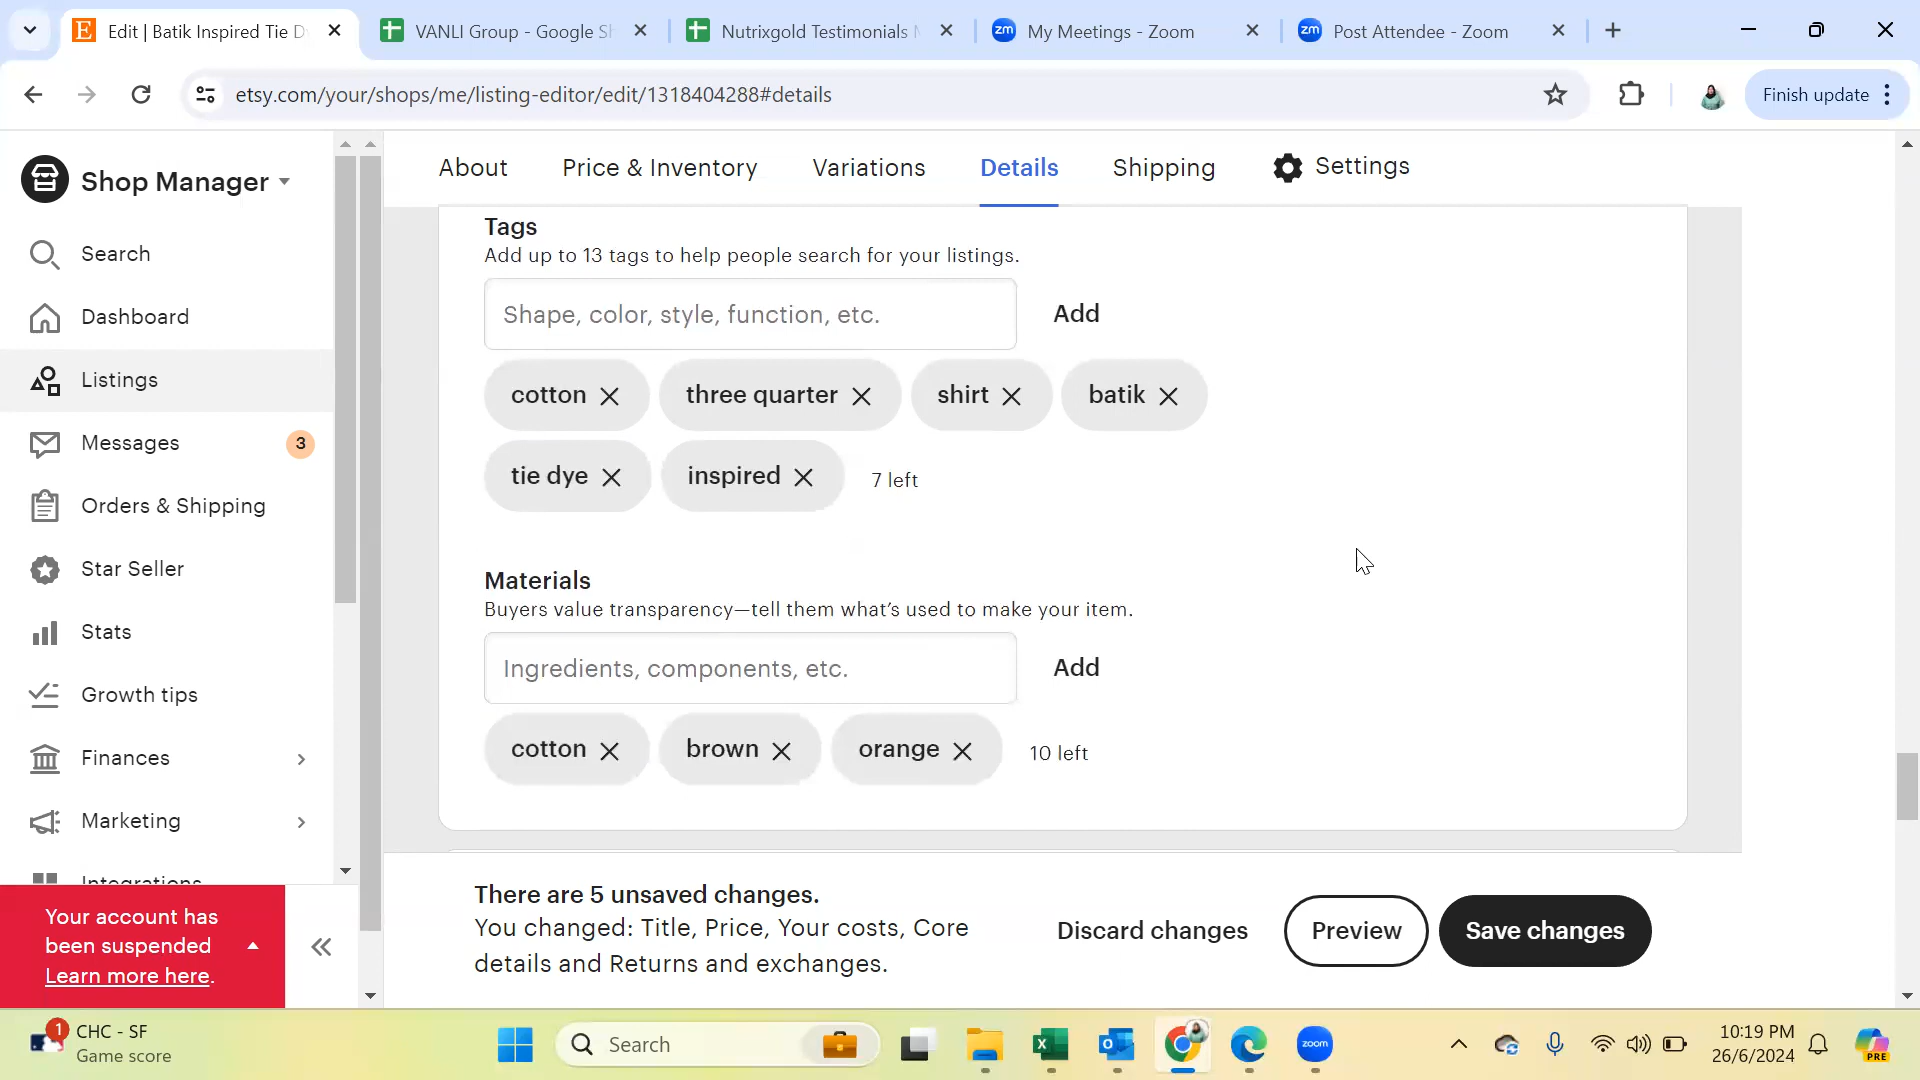 Edit | Batik Inspired Tie D
VANLI Group - Google S
Nutrixgold Testimonials
zm My Meetings - Zoom
zm Post Attendee - Zoom
etsy.com/your/shops/me/listing-editor/edit/1318404288#details
Finish update
Shop Manager
Search
Dashboard
Listings
Messages 3
Orders & Shipping
Star Seller
Stats
Growth tips
Finances
Marketing
Integrations
Your account has
been suspended
Learn more here.
About Price & Inventory Variations Details Shipping Settings
Tags
Add up to 13 tags to help people search for your listings.
Shape, color, style, function, etc. Add
cotton three quarter shirt batik
tie dye inspired 7 left
Materials
Buyers value transparency—tell them what's used to make your item.
Ingredients, components, etc. Add
cotton brown orange 10 left
There are 5 unsaved changes.
You changed: Title, Price, Your costs, Core
details and Returns and exchanges.
Discard changes Preview Save changes
1 CHC - SF
Game score
Search
zoom
10:19 PM
26/6/2024
PRE